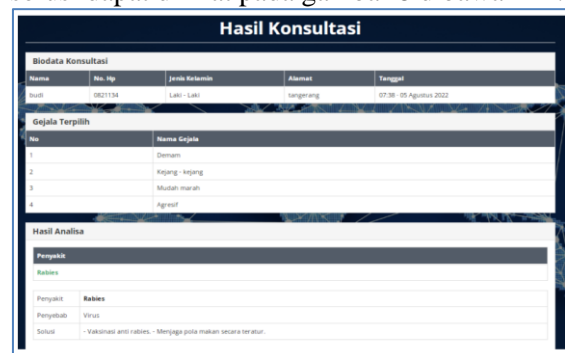 Hasil Konsultasi
Biodata Konsultasi
Nama No. Hp Jenis Kelamin Alamat Tanggal
budi 0821134 Laki - Laki tangerang 07:38 - 05 Agustus 2022
Gejala Terpilih
No Nama Gejala
1 Demam
2 Kejang - kejang
3 Mudah marah
4 Agresif
Hasil Analisa
Penyakit
Rabies
Penyakit Rabies
Penyebab Virus
Solusi - Vaksinasi anti rabies. - Menjaga pola makan secara teratur.